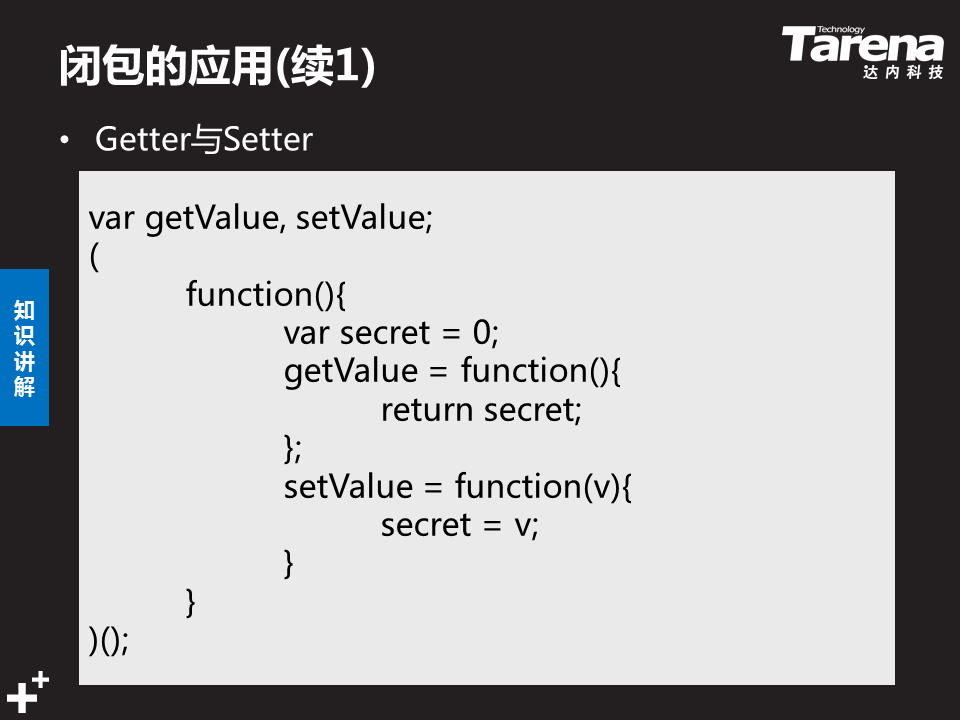 闭包的应用(续1)
Technology
Tarena
达内科技
• Getter与Setter
var getValue, setValue;
(
function(){
var secret = 0;
getValue = function(){
return secret;
};
setValue = function(v){
secret = v;
}
}
)();
知
识
讲
解